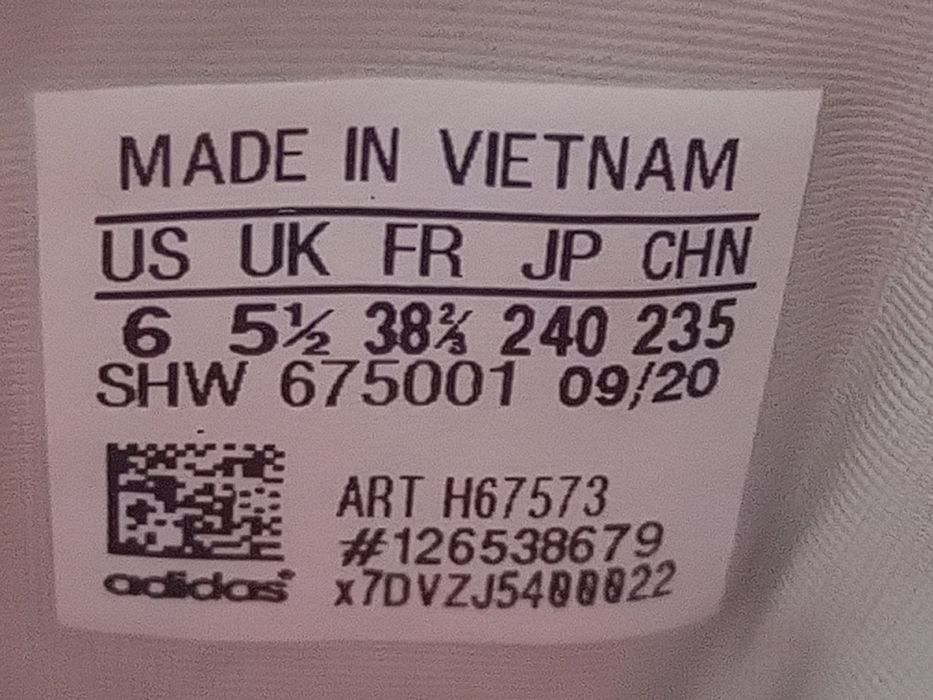 MADE IN VIETNAM
US UK FR JP CHN
6 5½ 38⅔ 240 235
SHW 675001 09/20
ART H67573
#126538679
x7DVZJ5400022
adidas